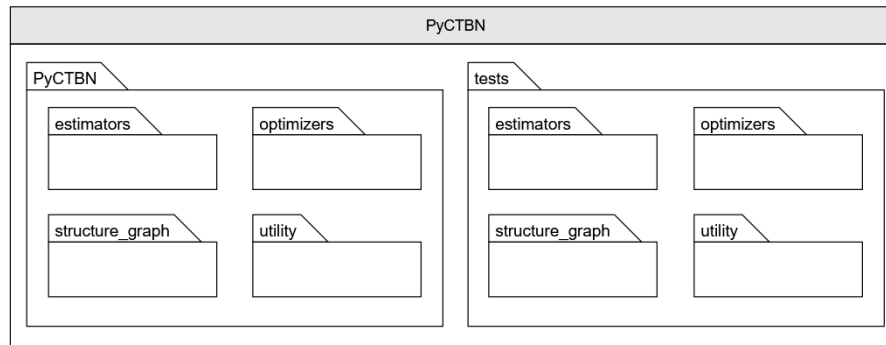 PyCTBN
PyCTBN
tests
estimators
optimizers
estimators
optimizers
structure_graph
utility
structure_graph
utility